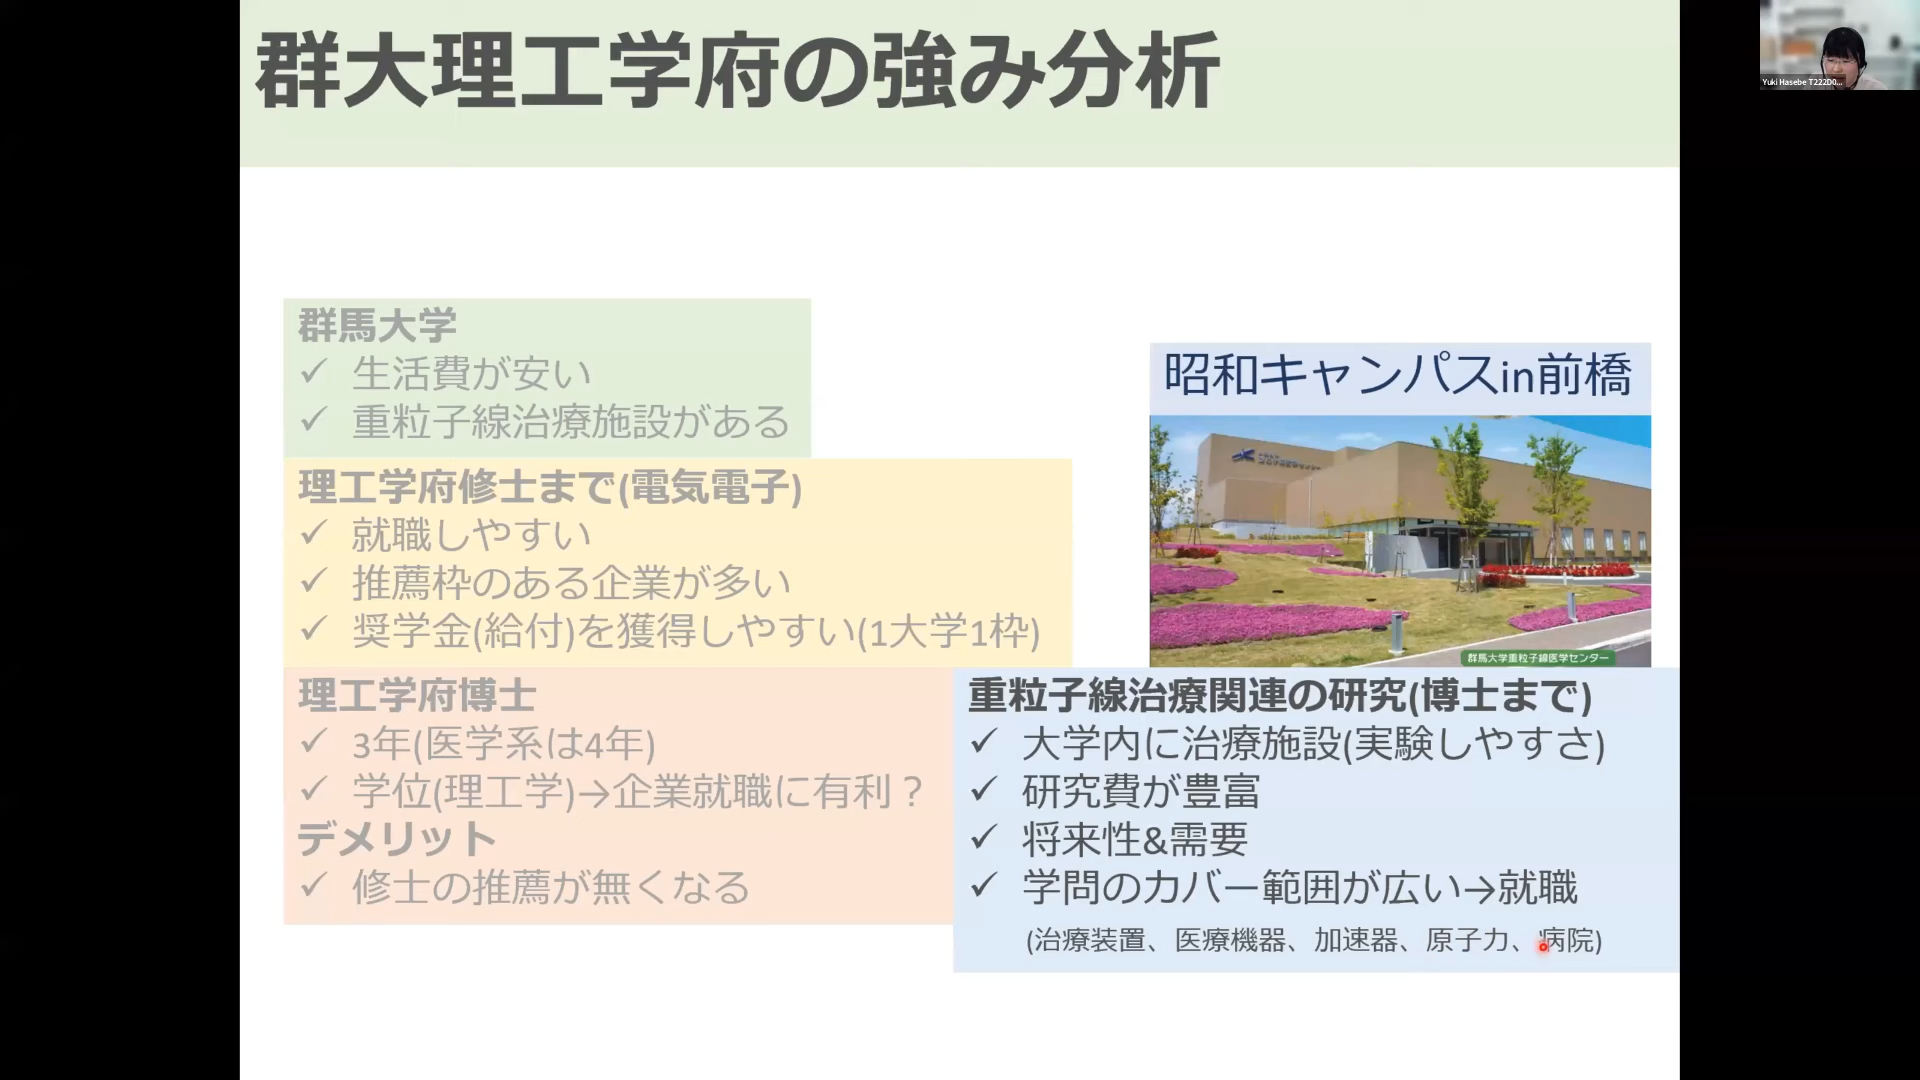 群大理工学府の強み分析
Yuki Hasebe T222D0...
群馬大学
✓ 生活費が安い
✓ 重粒子線治療施設がある
理工学府修士まで(電気電子)
✓ 就職しやすい
✓ 推薦枠のある企業が多い
✓ 奨学金(給付)を獲得しやすい(1大学1枠)
理工学府博士
✓ 3年(医学系は4年)
✓ 学位(理工学)→企業就職に有利？
デメリット
✓ 修士の推薦が無くなる
昭和キャンパスin前橋
群馬大学重粒子線医学センター
重粒子線治療関連の研究(博士まで)
✓ 大学内に治療施設(実験しやすさ)
✓ 研究費が豊富
✓ 将来性&需要
✓ 学問のカバー範囲が広い→就職
(治療装置、医療機器、加速器、原子力、病院)